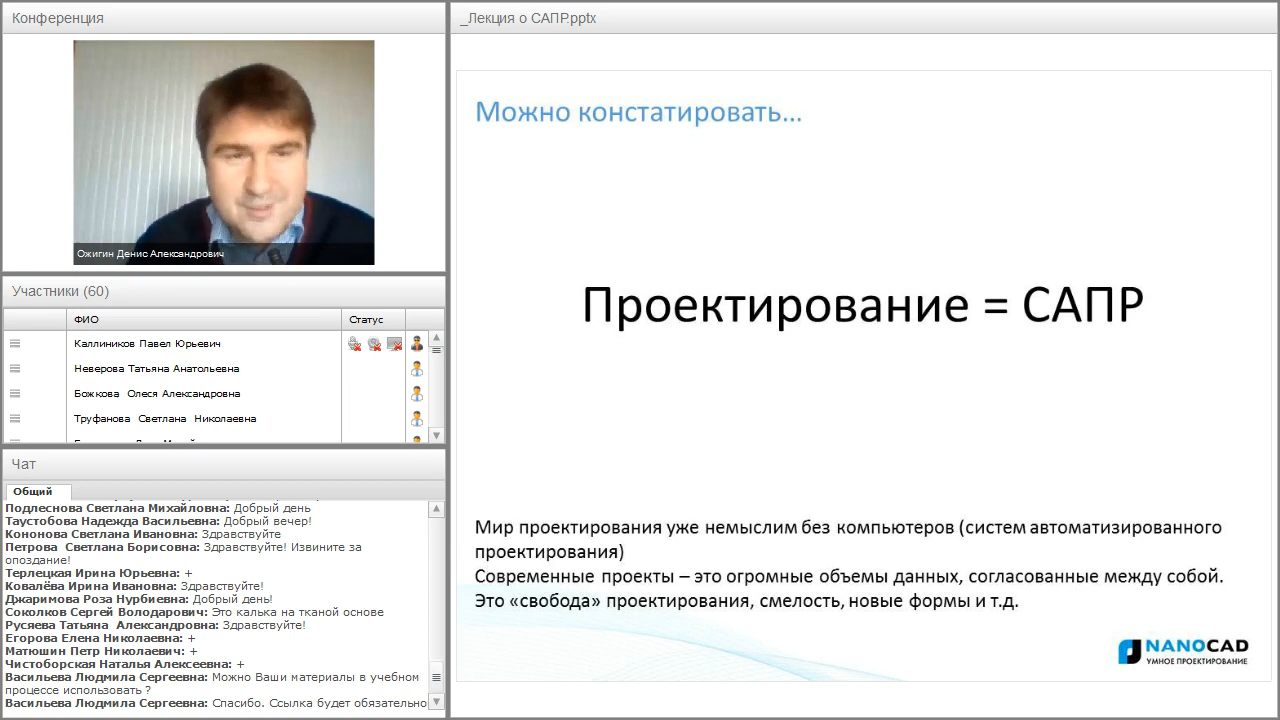 Конференция
Ожигин Денис Александрович
Участники (60)
ФИО
Статус
Каллиников Павел Юрьевич
Неверова Татьяна Анатольевна
Божкова Олеся Александровна
Труфанова Светлана Николаевна
Чат
Общий
Подлеснова Светлана Михайловна: Добрый день
Таустобова Надежда Васильевна: Добрый вечер!
Кононова Светлана Ивановна: Здравствуйте
Петрова Светлана Борисовна: Здравствуйте! Извините за
опоздание!
Терлецкая Ирина Юрьевна: +
Ковалёва Ирина Ивановна: Здравствуйте!
Джаримова Роза Нурбиевна: Добрый день!
Соколков Сергей Володарович: Это калька на тканой основе
Русяева Татьяна Александровна: Здравствуйте!
Егорова Елена Николаевна: +
Матюшин Петр Николаевич: +
Чистоборская Наталья Алексеевна: +
Васильева Людмила Сергеевна: Можно Ваши материалы в учебном
процессе использовать ?
Васильева Людмила Сергеевна: Спасибо. Ссылка будет обязательно
_Лекция о САПР.pptx
Можно констатировать...
Проектирование = САПР
Мир проектирования уже немыслим без компьютеров (систем автоматизированного
проектирования)
Современные проекты – это огромные объемы данных, согласованные между собой.
Это «свобода» проектирования, смелость, новые формы и т.д.
NANOCAD
УМНОЕ ПРОЕКТИРОВАНИЕ